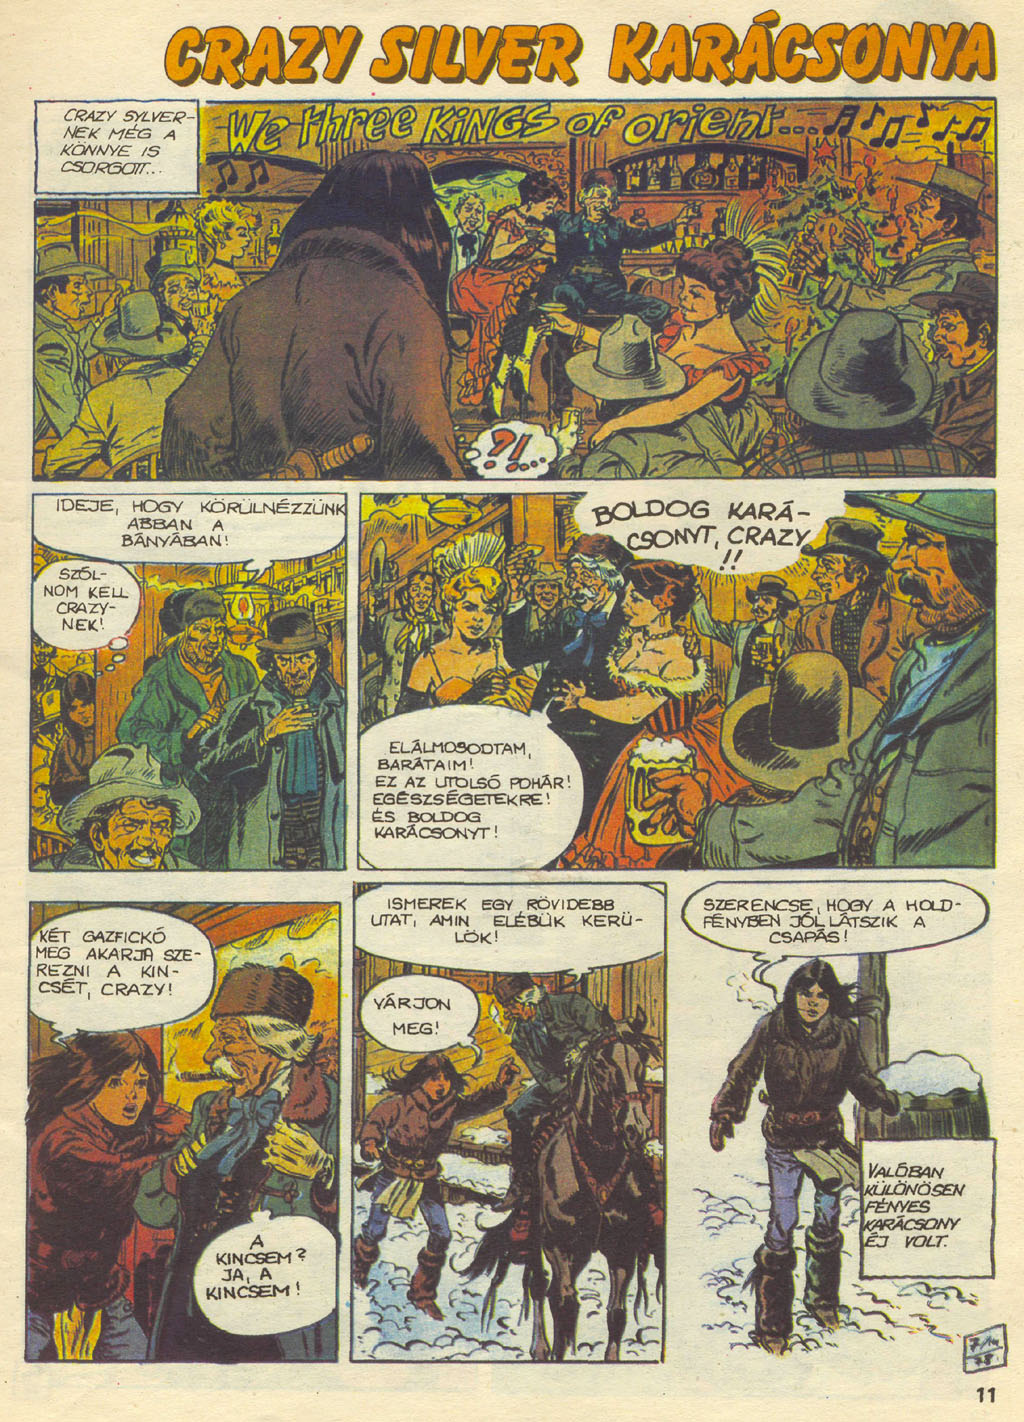 CRAZY SILVER KARÁCSONYA
CRAZY SYLVER-
NEK MÉG A
KÖNNYE IS
CSORGOTT...
We three KINGS of orient...
?!...
IDEJE, HOGY KÖRÜLNÉZZÜNK
ABBAN A
BÁNYÁBAN!
SZÓL-
NOM KELL
CRAZY-
NEK!
BOLDOG KARÁ-
CSONYT, CRAZY
!!
ELÁLMOSODTAM,
BARÁTAIM!
EZ AZ UTOLSÓ POHÁR!
EGÉSZSÉGETEKRE!
ÉS BOLDOG
KARÁCSONYT!
KÉT GAZFICKÓ
MEG AKARJA SZE-
REZNI A KIN-
CSÉT, CRAZY!
A
KINCSEM?
JA, A
KINCSEM!
ISMEREK EGY RÖVIDEBB
UTAT, AMIN ELÉBÜK KERÜ-
LÖK!
VÁRJON
MEG!
SZERENCSE, HOGY A HOLD-
FÉNYBEN JÓL LÁTSZIK A
CSAPÁS!
VALÓBAN
KÜLÖNÖSEN
FÉNYES
KARÁCSONY
ÉJ VOLT.
11